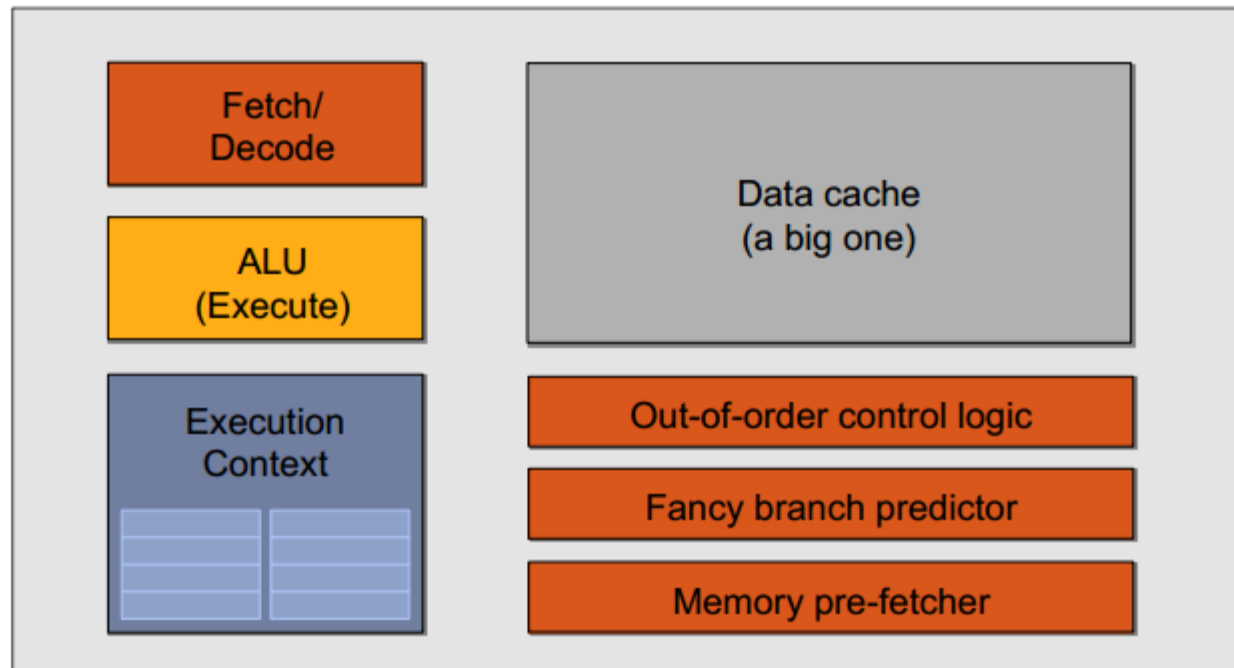 Fetch/
Decode
ALU
(Execute)
Execution
Context
Data cache
(a big one)
Out-of-order control logic
Fancy branch predictor
Memory pre-fetcher